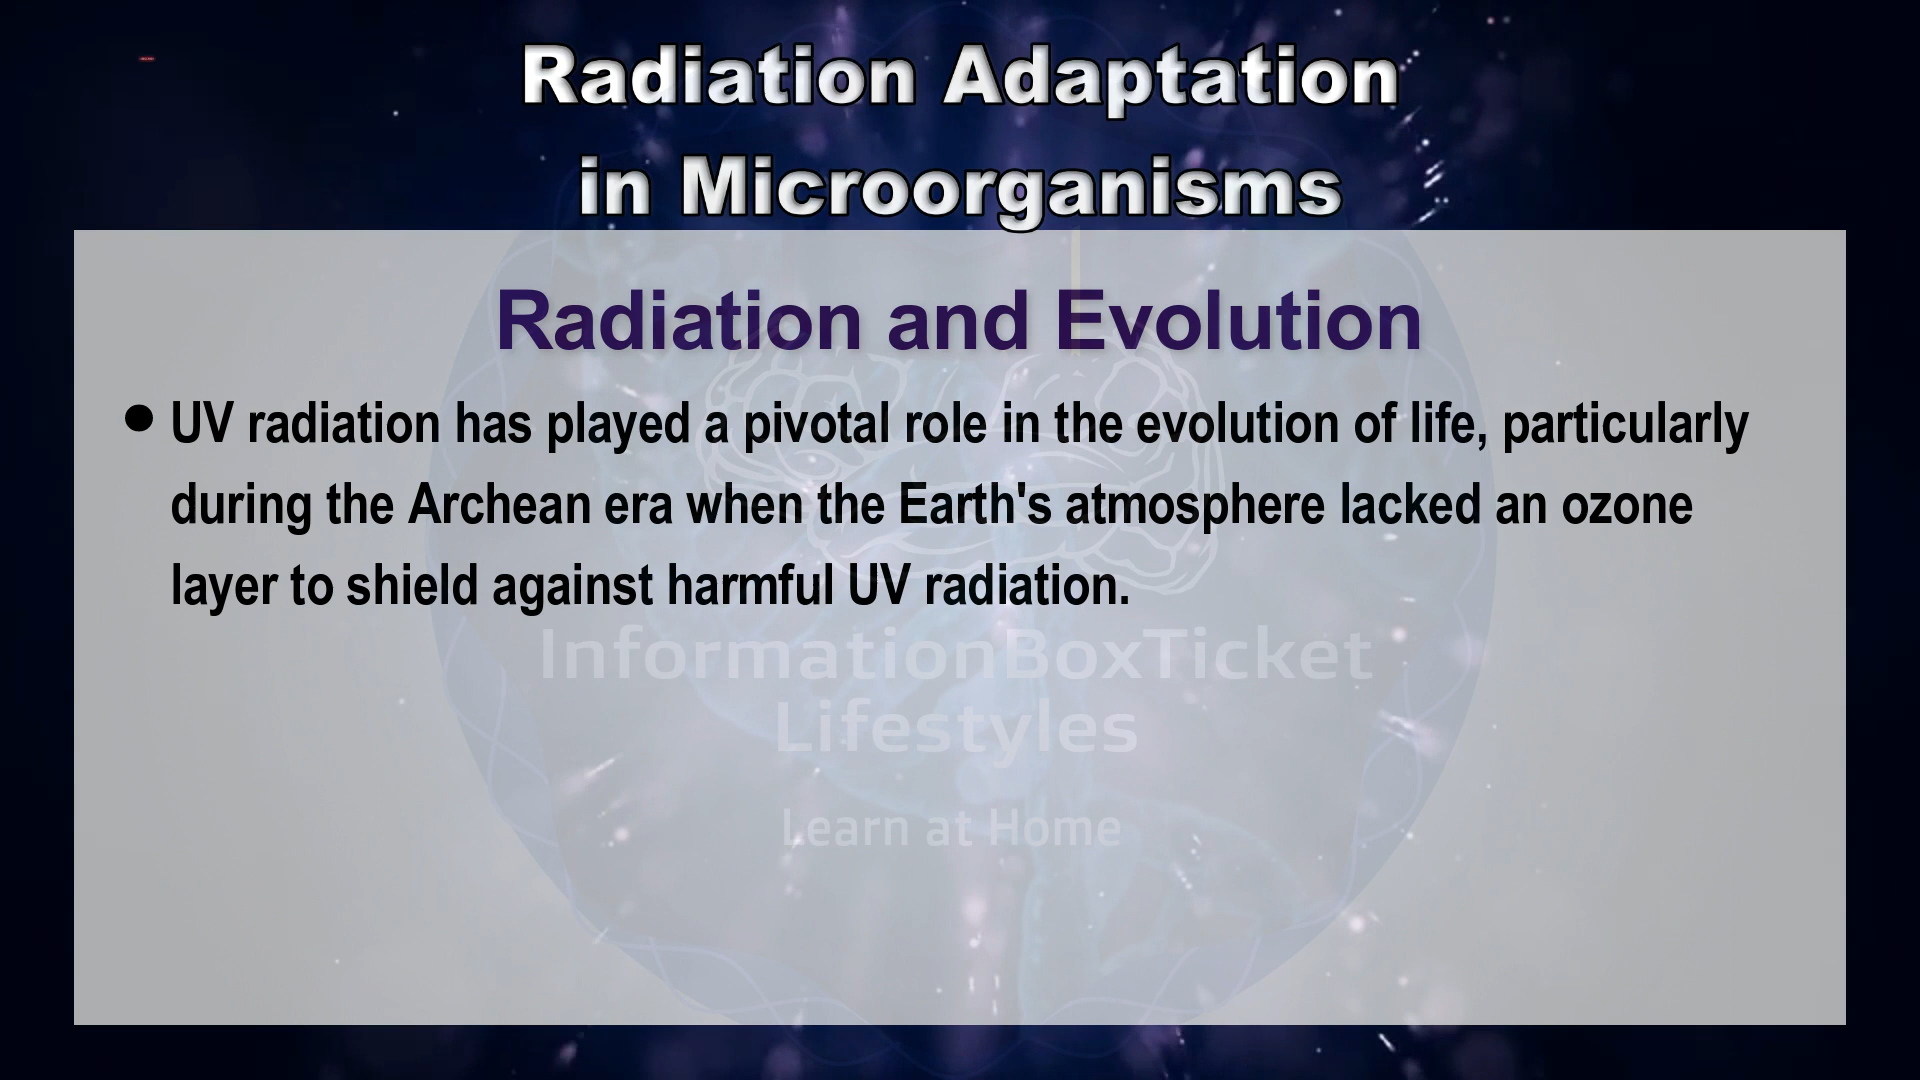 Radiation Adaptation
in Microorganisms
Radiation and Evolution
● UV radiation has played a pivotal role in the evolution of life, particularly
during the Archean era when the Earth's atmosphere lacked an ozone
layer to shield against harmful UV radiation.
InformationBoxTicket
Lifestyles
Learn at Home